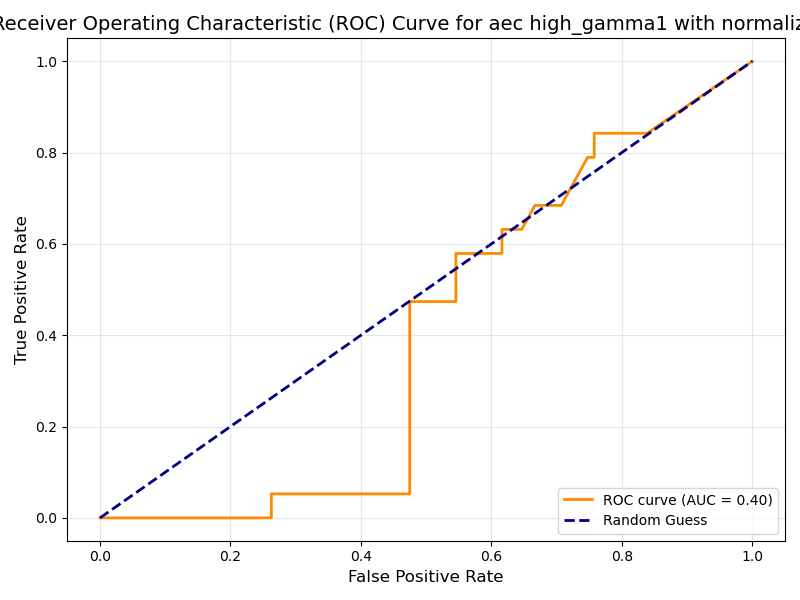 Receiver Operating Characteristic (ROC) Curve for aec high_gamma1 with
1.0
0.8
0.6
0.4
0.2
0.0
True Positive Rate
0.0 0.2 0.4 0.6 0.8 1.0
False Positive Rate
ROC curve (AUC = 0.40)
Random Guess